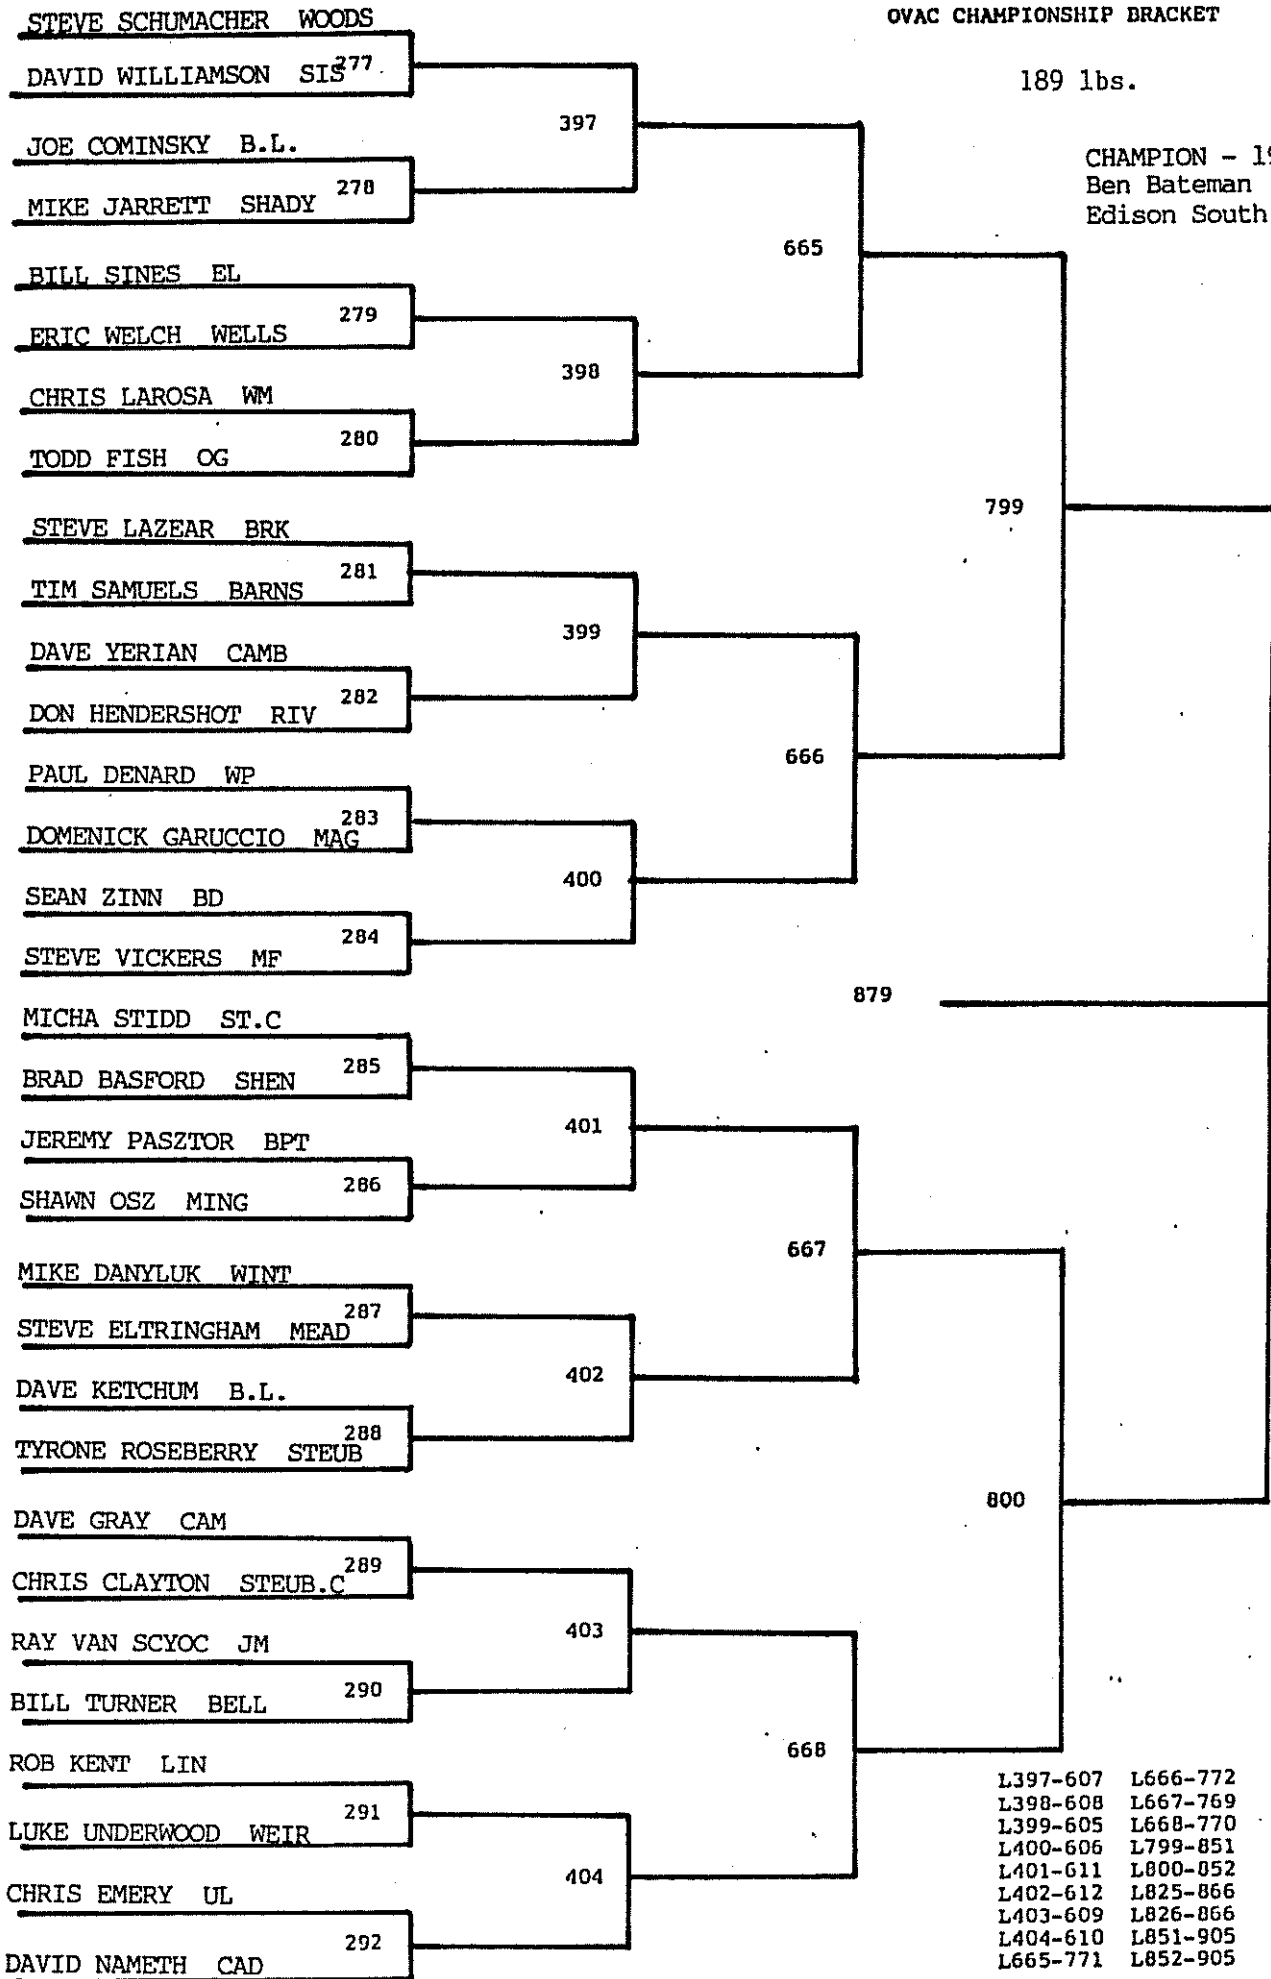 OVAC CHAMPIONSHIP BRACKET
189 lbs.
CHAMPION - 19
Ben Bateman
Edison South
STEVE SCHUMACHER WOODS
277
DAVID WILLIAMSON SIS
397
JOE COMINSKY B.L.
278
MIKE JARRETT SHADY
665
BILL SINES EL
279
ERIC WELCH WELLS
398
CHRIS LAROSA WM
280
TODD FISH OG
799
STEVE LAZEAR BRK
281
TIM SAMUELS BARNS
399
DAVE YERIAN CAMB
282
DON HENDERSHOT RIV
666
PAUL DENARD WP
283
DOMENICK GARUCCIO MAG
400
SEAN ZINN BD
284
STEVE VICKERS MF
879
MICHA STIDD ST.C
285
BRAD BASFORD SHEN
401
JEREMY PASZTOR BPT
286
SHAWN OSZ MING
667
MIKE DANYLUK WINT
287
STEVE ELTRINGHAM MEAD
402
DAVE KETCHUM B.L.
288
TYRONE ROSEBERRY STEUB
800
DAVE GRAY CAM
289
CHRIS CLAYTON STEUB.C
403
RAY VAN SCYOC JM
290
BILL TURNER BELL
668
ROB KENT LIN
291
LUKE UNDERWOOD WEIR
404
CHRIS EMERY UL
292
DAVID NAMETH CAD
L397-607 L666-772
L398-608 L667-769
L399-605 L668-770
L400-606 L799-851
L401-611 L800-852
L402-612 L825-866
L403-609 L826-866
L404-610 L851-905
L665-771 L852-905